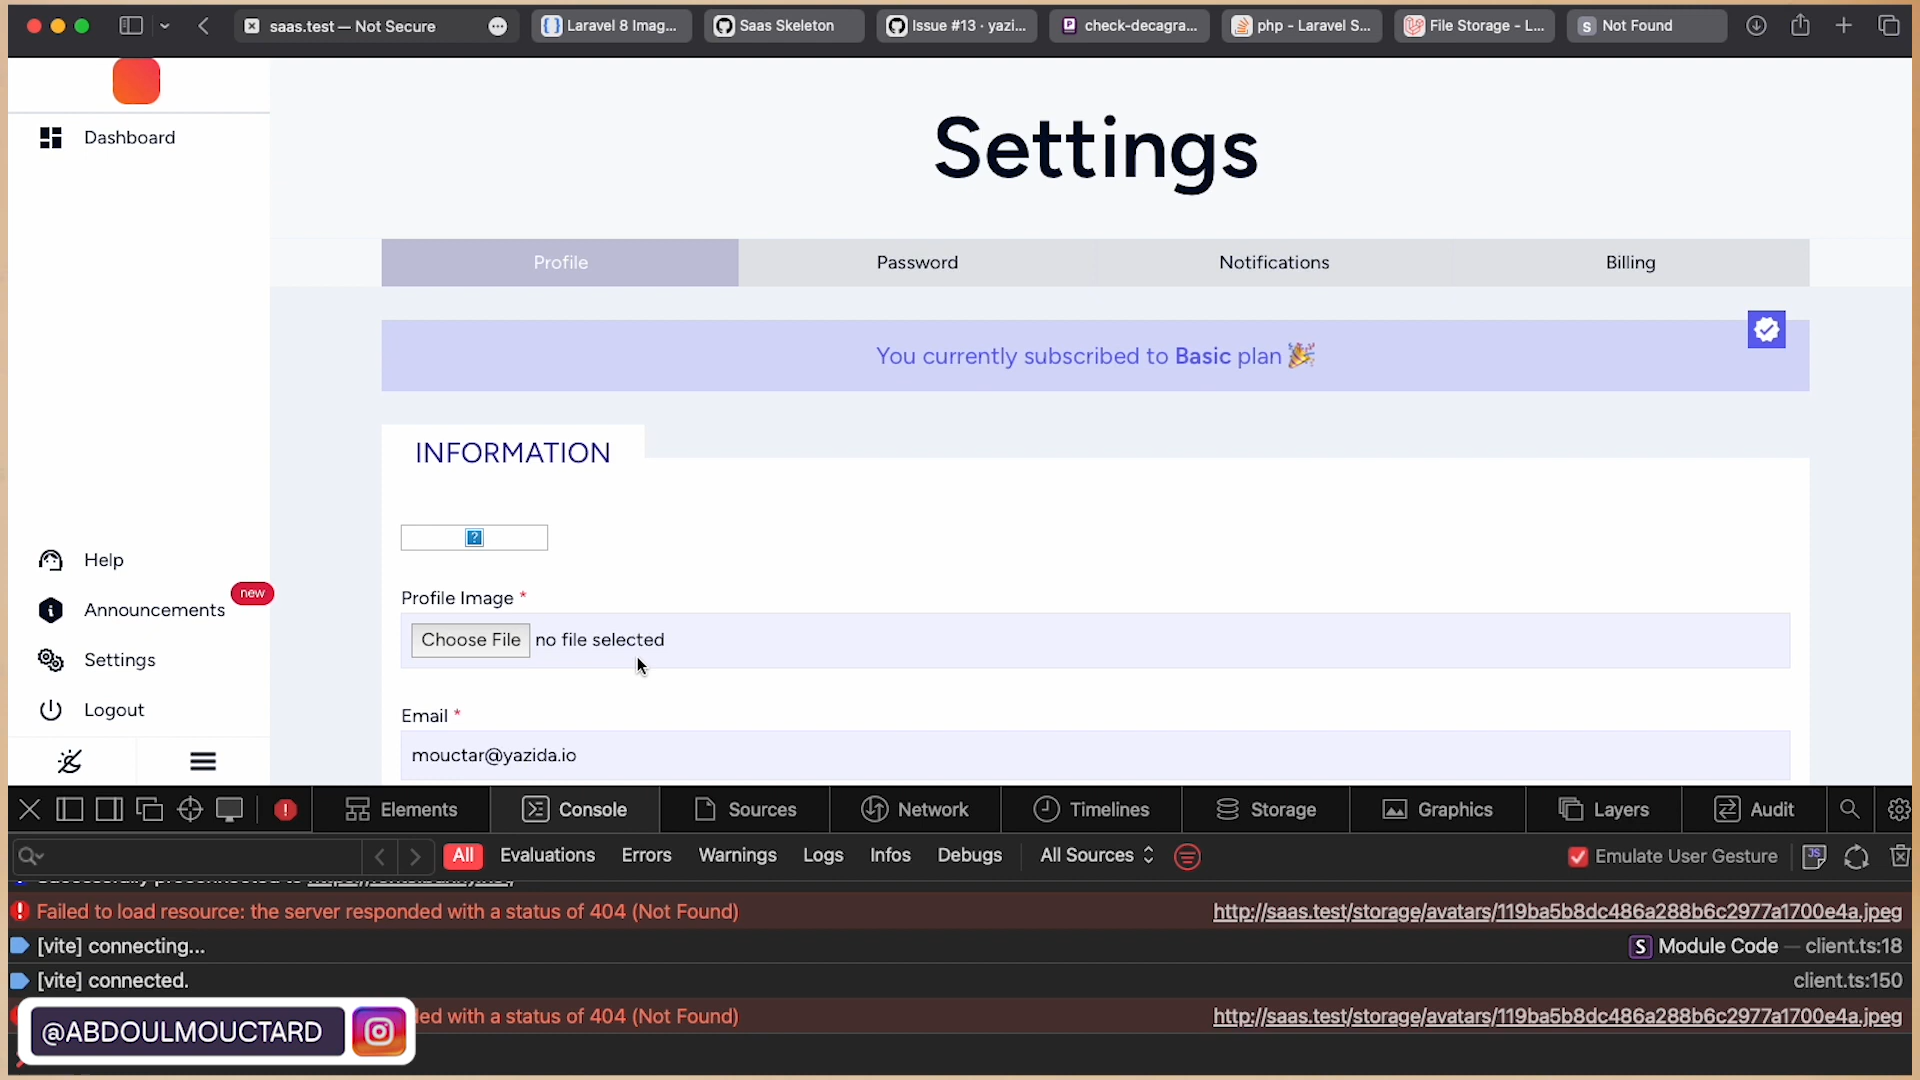 saas.test — Not Secure
Laravel 8 Imag...
Saas Skeleton
Issue #13 · yazi...
check-decagra...
php - Laravel S...
File Storage - L...
S Not Found
Dashboard
Settings
Profile
Password
Notifications
Billing
You currently subscribed to Basic plan 🎉
INFORMATION
Profile Image *
Choose File no file selected
Email *
mouctar@yazida.io
Help
new
Announcements
Settings
Logout
Elements
Console
Sources
Network
Timelines
Storage
Graphics
Layers
Audit
All
Evaluations
Errors
Warnings
Logs
Infos
Debugs
All Sources
Emulate User Gesture
JS
Failed to load resource: the server responded with a status of 404 (Not Found)
http://saas.test/storage/avatars/119ba5b8dc486a288b6c2977a1700e4a.jpeg
[vite] connecting...
S Module Code — client.ts:18
[vite] connected.
client.ts:150
led with a status of 404 (Not Found)
http://saas.test/storage/avatars/119ba5b8dc486a288b6c2977a1700e4a.jpeg
@ABDOULMOUCTARD